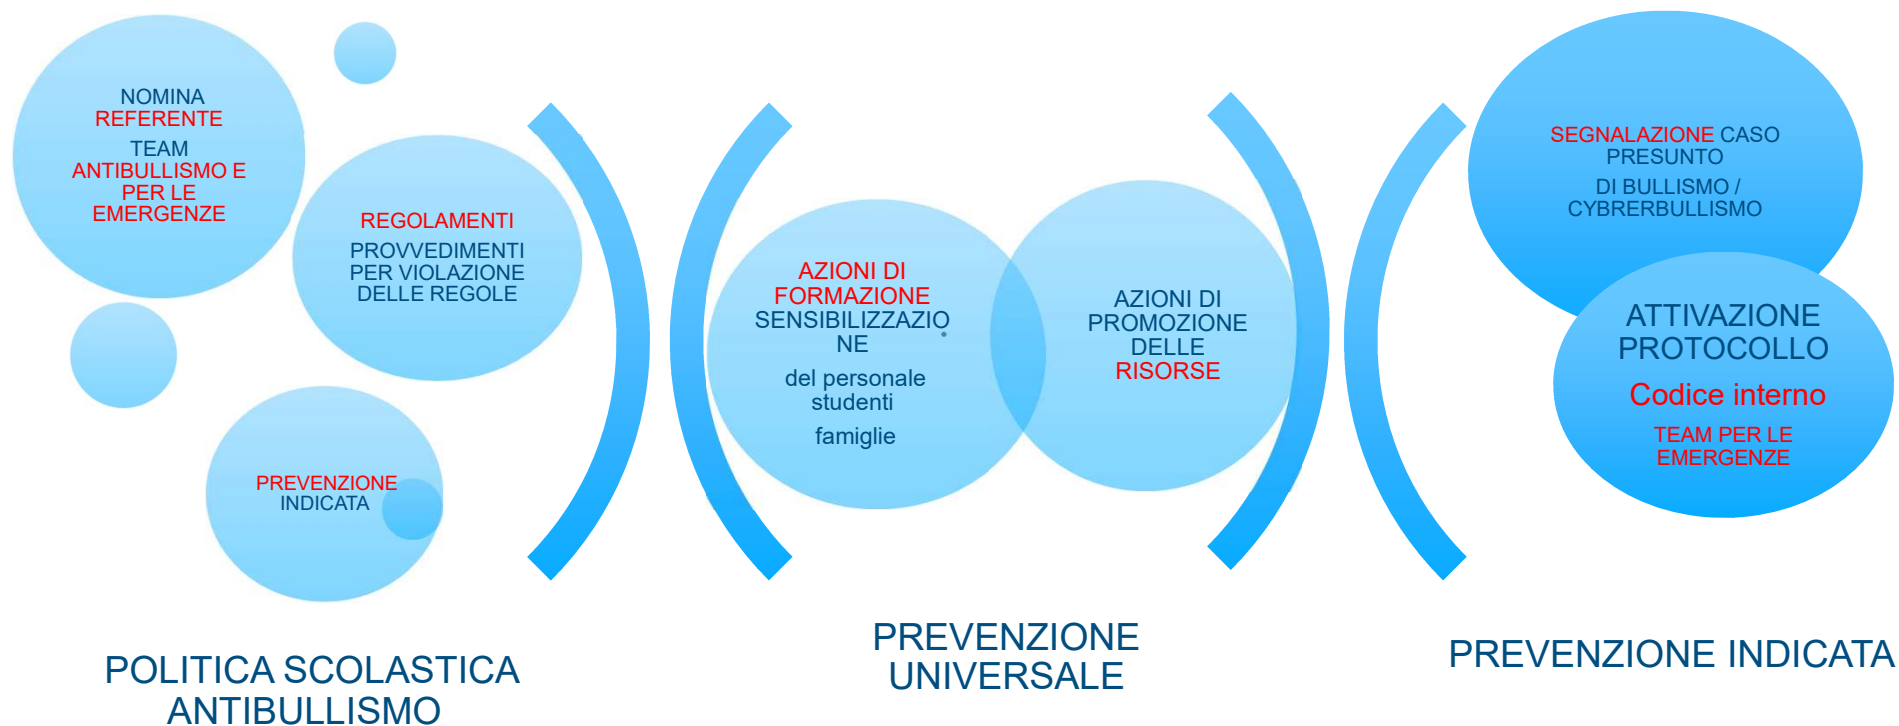 NOMINA
REFERENTE
TEAM
ANTIBULLISMO E
PER LE
EMERGENZE
REGOLAMENTI
PROVVEDIMENTI
PER VIOLAZIONE
DELLE REGOLE
PREVENZIONE
INDICATA
POLITICA SCOLASTICA
ANTIBULLISMO
AZIONI DI
FORMAZIONE
SENSIBILIZZAZIO
NE
del personale
studenti
famiglie
AZIONI DI
PROMOZIONE
DELLE
RISORSE
PREVENZIONE
UNIVERSALE
SEGNALAZIONE CASO
PRESUNTO
DI BULLISMO /
CYBRERBULLISMO
ATTIVAZIONE
PROTOCOLLO
Codice interno
TEAM PER LE
EMERGENZE
PREVENZIONE INDICATA